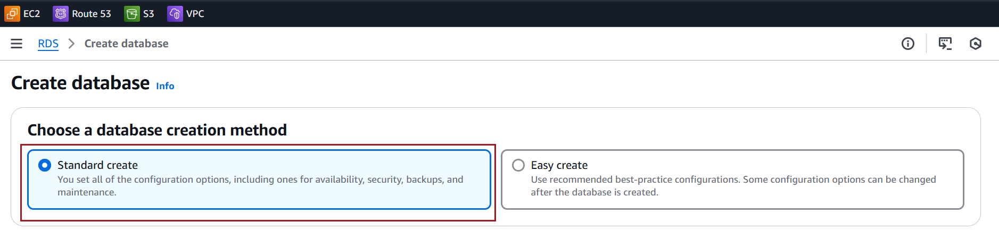 EC2 Route 53 S3 VPC
RDS Create database
Create database Info
Choose a database creation method
Standard create
You set all of the configuration options, including ones for availability, security, backups, and
maintenance.
Easy create
Use recommended best-practice configurations. Some configuration options can be changed
after the database is created.